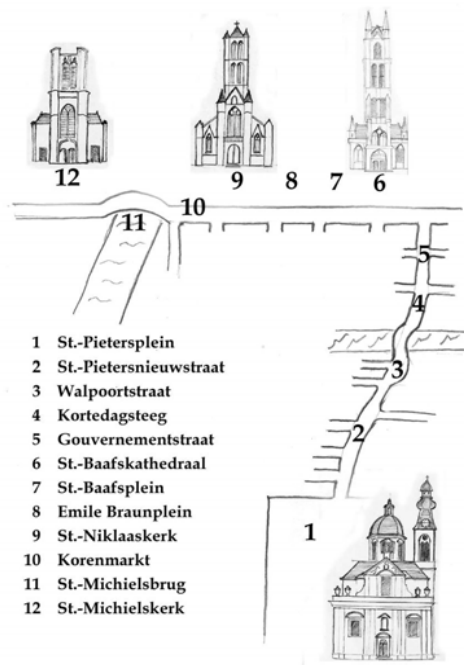 12
9
8
7
6
10
11
5
4
3
2
1
1 St.-Pietersplein
2 St.-Pietersnieuwstraat
3 Walpoortstraat
4 Kortedagsteeg
5 Gouvernementstraat
6 St.-Baafskathedraal
7 St.-Baafsplein
8 Emile Braunplein
9 St.-Niklaaskerk
10 Korenmarkt
11 St.-Michielsbrug
12 St.-Michielskerk